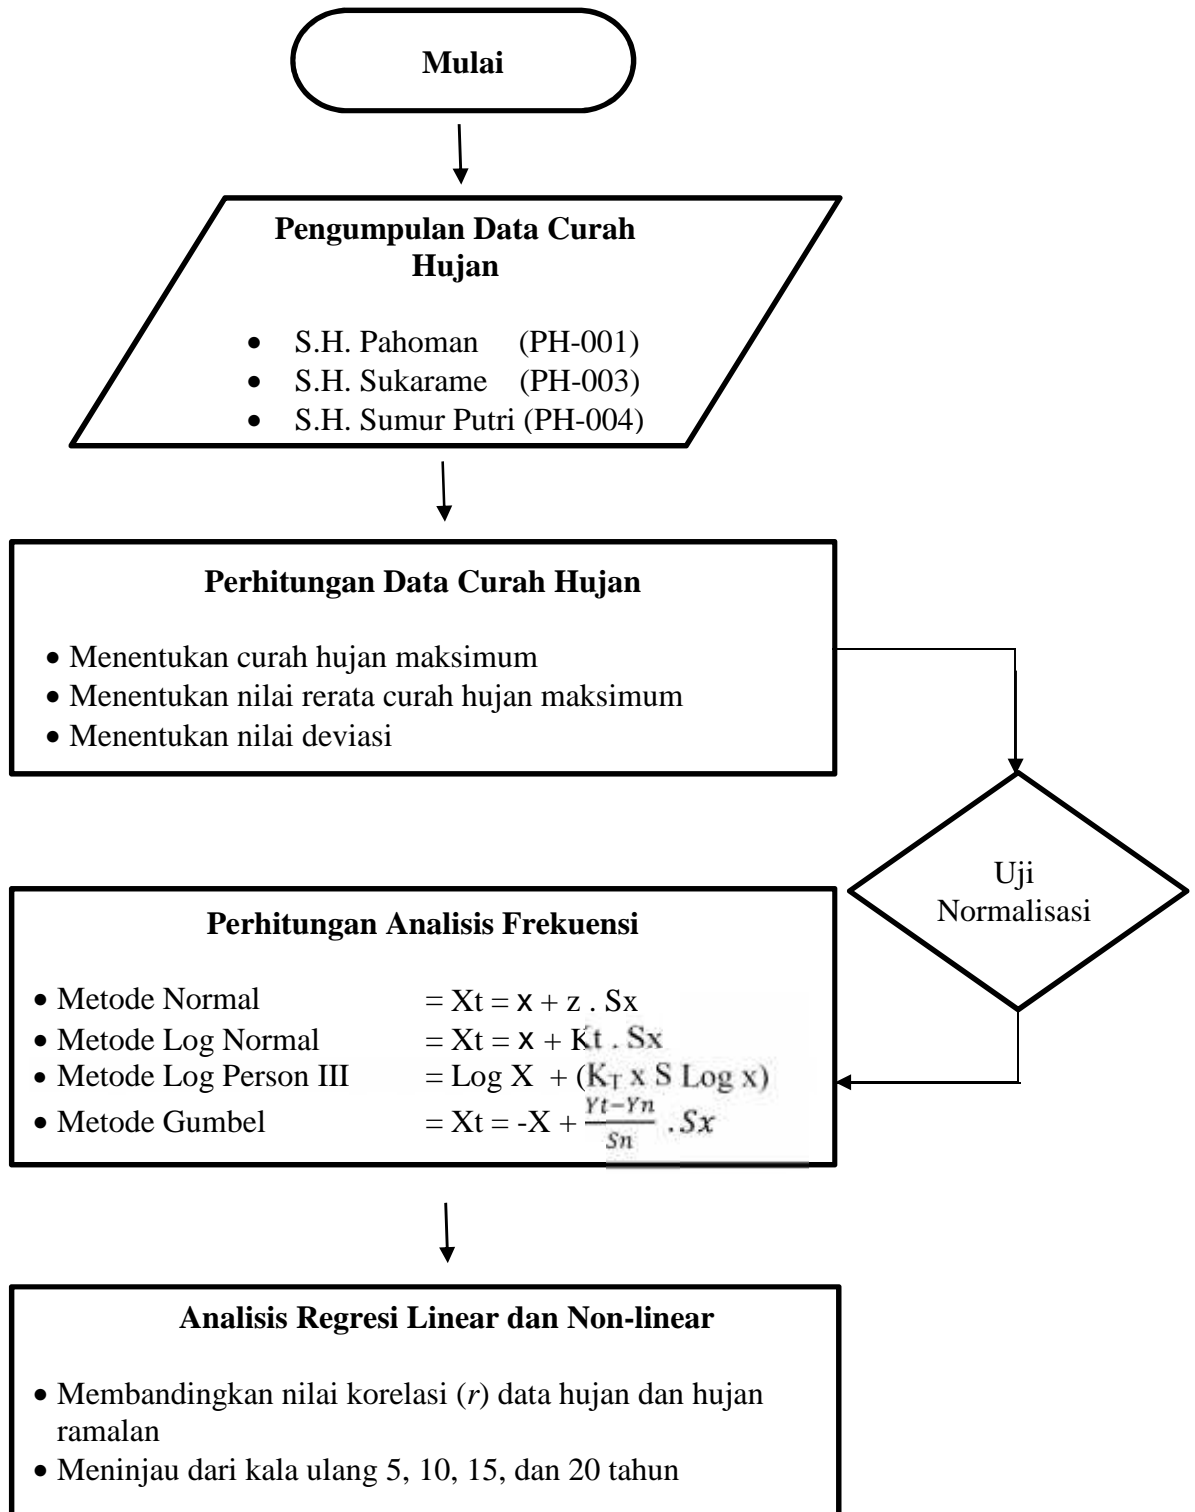 Mulai
Pengumpulan Data Curah
Hujan
• S.H. Pahoman (PH-001)
• S.H. Sukarame (PH-003)
• S.H. Sumur Putri (PH-004)
Perhitungan Data Curah Hujan
• Menentukan curah hujan maksimum
• Menentukan nilai rerata curah hujan maksimum
• Menentukan nilai deviasi
Uji
Normalisasi
Perhitungan Analisis Frekuensi
• Metode Normal = Xt = x + z . Sx
• Metode Log Normal = Xt = x + Kt . Sx
• Metode Log Person III = Log X + (K_T x S Log x)
• Metode Gumbel = Xt = -X + \frac{Yt-Yn}{Sn} . Sx
Analisis Regresi Linear dan Non-linear
• Membandingkan nilai korelasi (r) data hujan dan hujan
ramalan
• Meninjau dari kala ulang 5, 10, 15, dan 20 tahun